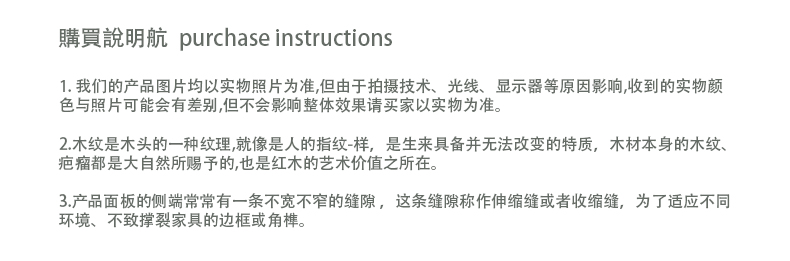 購買說明航 purchase instructions
1. 我们的产品图片均以实物照片为准,但由于拍摄技术、光线、显示器等原因影响,收到的实物颜
色与照片可能会有差别,但不会影响整体效果请买家以实物为准。
2.木纹是木头的一种纹理,就像是人的指纹-样，是生来具备并无法改变的特质，木材本身的木纹、
疤瘤都是大自然所赐予的,也是红木的艺术价值之所在。
3.产品面板的侧端常常有一条不宽不窄的缝隙 ，这条缝隙称作伸缩缝或者收缩缝，为了适应不同
环境、不致撑裂家具的边框或角榫。